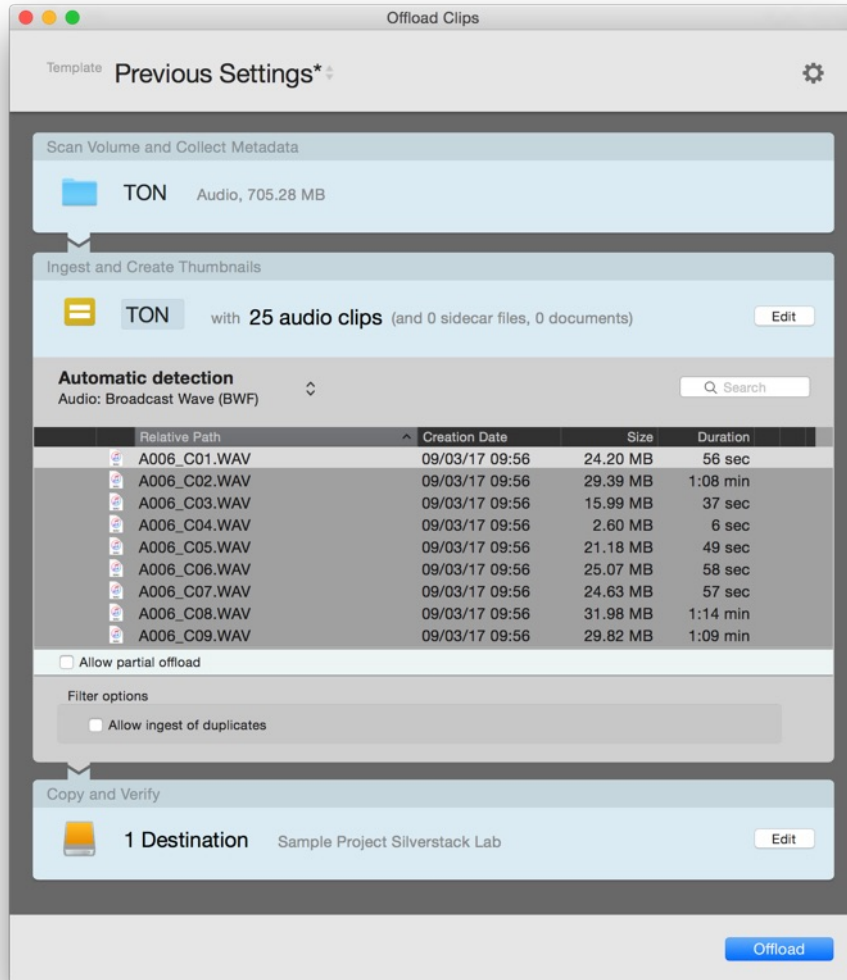 Offload Clips
Template Previous Settings*
Scan Volume and Collect Metadata
TON Audio, 705.28 MB
Ingest and Create Thumbnails
TON with 25 audio clips (and 0 sidecar files, 0 documents) Edit
Automatic detection
Audio: Broadcast Wave (BWF)
Search
Relative Path Creation Date Size Duration
A006_C01.WAV 09/03/17 09:56 24.20 MB 56 sec
A006_C02.WAV 09/03/17 09:56 29.39 MB 1:08 min
A006_C03.WAV 09/03/17 09:56 15.99 MB 37 sec
A006_C04.WAV 09/03/17 09:56 2.60 MB 6 sec
A006_C05.WAV 09/03/17 09:56 21.18 MB 49 sec
A006_C06.WAV 09/03/17 09:56 25.07 MB 58 sec
A006_C07.WAV 09/03/17 09:56 24.63 MB 57 sec
A006_C08.WAV 09/03/17 09:56 31.98 MB 1:14 min
A006_C09.WAV 09/03/17 09:56 29.82 MB 1:09 min
Allow partial offload
Filter options
Allow ingest of duplicates
Copy and Verify
1 Destination Sample Project Silverstack Lab Edit
Offload